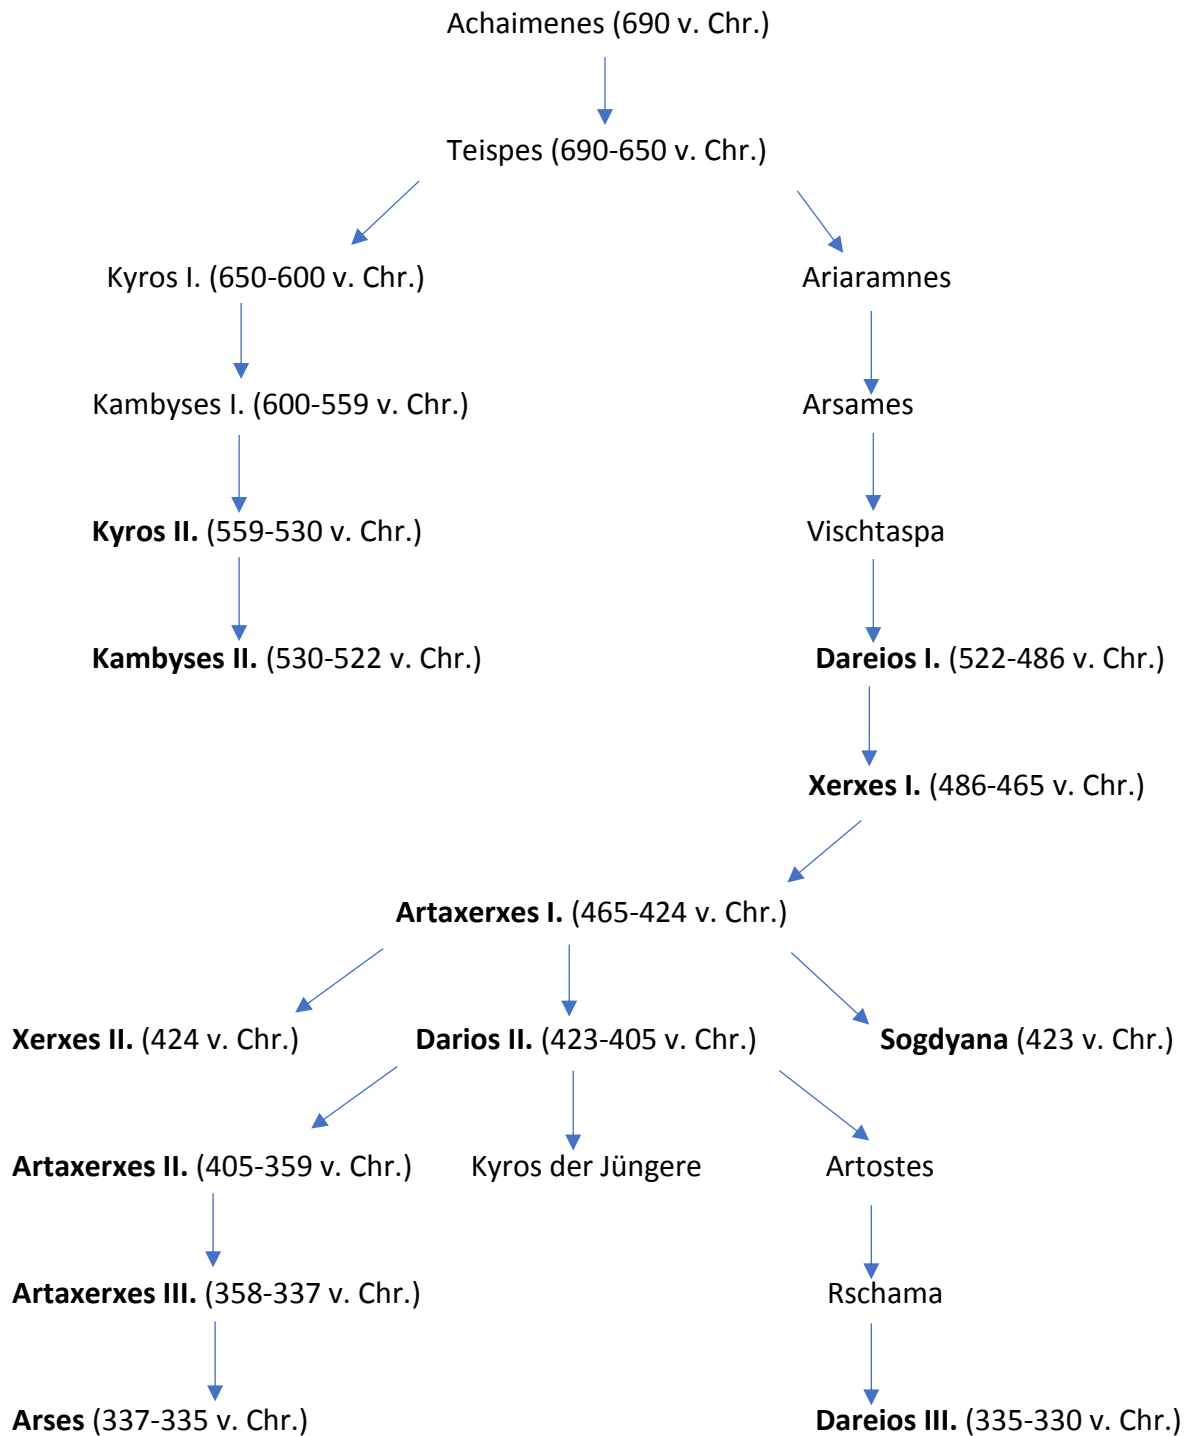 Achaimenes (690 v. Chr.)
Teispes (690-650 v. Chr.)
Kyros I. (650-600 v. Chr.) Ariaramnes
Kambyses I. (600-559 v. Chr.) Arsames
Kyros II. (559-530 v. Chr.) Vischtaspa
Kambyses II. (530-522 v. Chr.) Dareios I. (522-486 v. Chr.)
Xerxes I. (486-465 v. Chr.)
Artaxerxes I. (465-424 v. Chr.)
Xerxes II. (424 v. Chr.) Darios II. (423-405 v. Chr.) Sogdyana (423 v. Chr.)
Artaxerxes II. (405-359 v. Chr.) Kyros der Jüngere Artostes
Artaxerxes III. (358-337 v. Chr.) Rschama
Arses (337-335 v. Chr.) Dareios III. (335-330 v. Chr.)